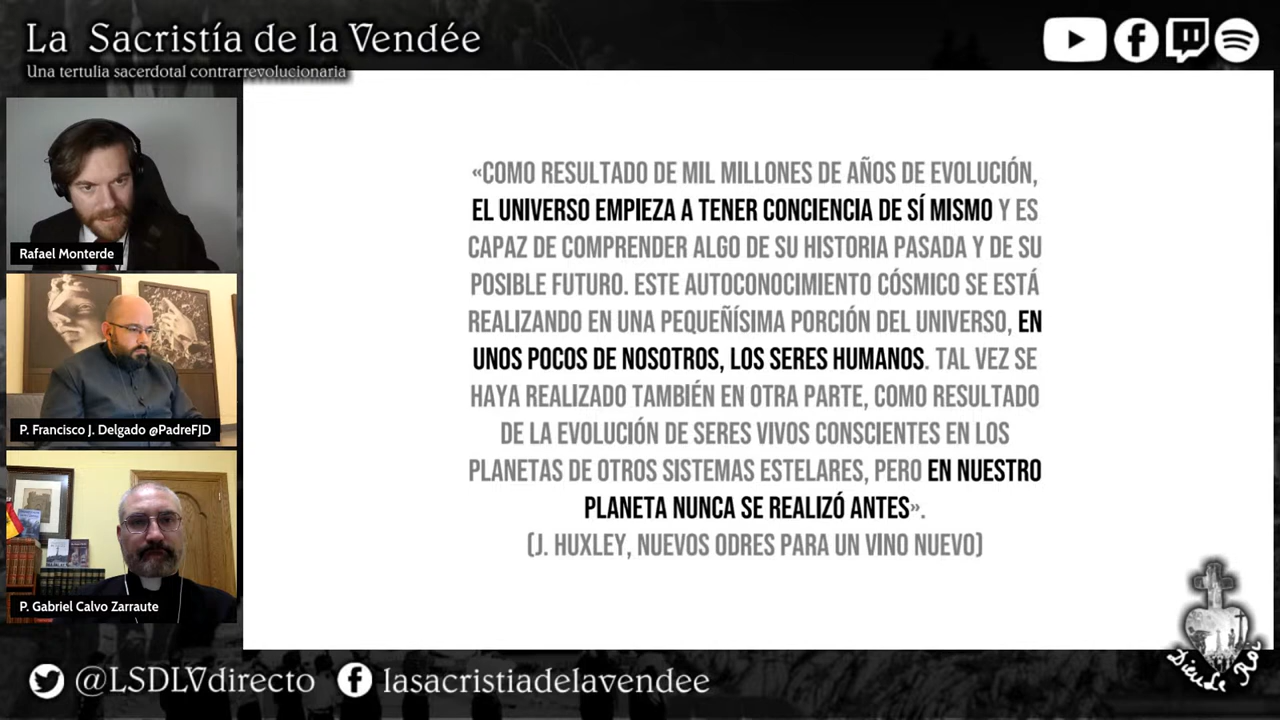 La Sacristía de la Vendée
Una tertulia sacerdotal contrarrevolucionaria
Rafael Monterde
P. Francisco J. Delgado @PadreFJD
P. Gabriel Calvo Zarraute
«COMO RESULTADO DE MIL MILLONES DE AÑOS DE EVOLUCIÓN,
EL UNIVERSO EMPIEZA A TENER CONCIENCIA DE SÍ MISMO Y ES
CAPAZ DE COMPRENDER ALGO DE SU HISTORIA PASADA Y DE SU
POSIBLE FUTURO. ESTE AUTOCONOCIMIENTO CÓSMICO SE ESTÁ
REALIZANDO EN UNA PEQUEÑÍSIMA PORCIÓN DEL UNIVERSO, EN
UNOS POCOS DE NOSOTROS, LOS SERES HUMANOS. TAL VEZ SE
HAYA REALIZADO TAMBIÉN EN OTRA PARTE, COMO RESULTADO
DE LA EVOLUCIÓN DE SERES VIVOS CONSCIENTES EN LOS
PLANETAS DE OTROS SISTEMAS ESTELARES, PERO EN NUESTRO
PLANETA NUNCA SE REALIZÓ ANTES».
(J. HUXLEY, NUEVOS ODRES PARA UN VINO NUEVO)
Dieu Le Roi
@LSDLVdirecto
lasacristiadelavendee